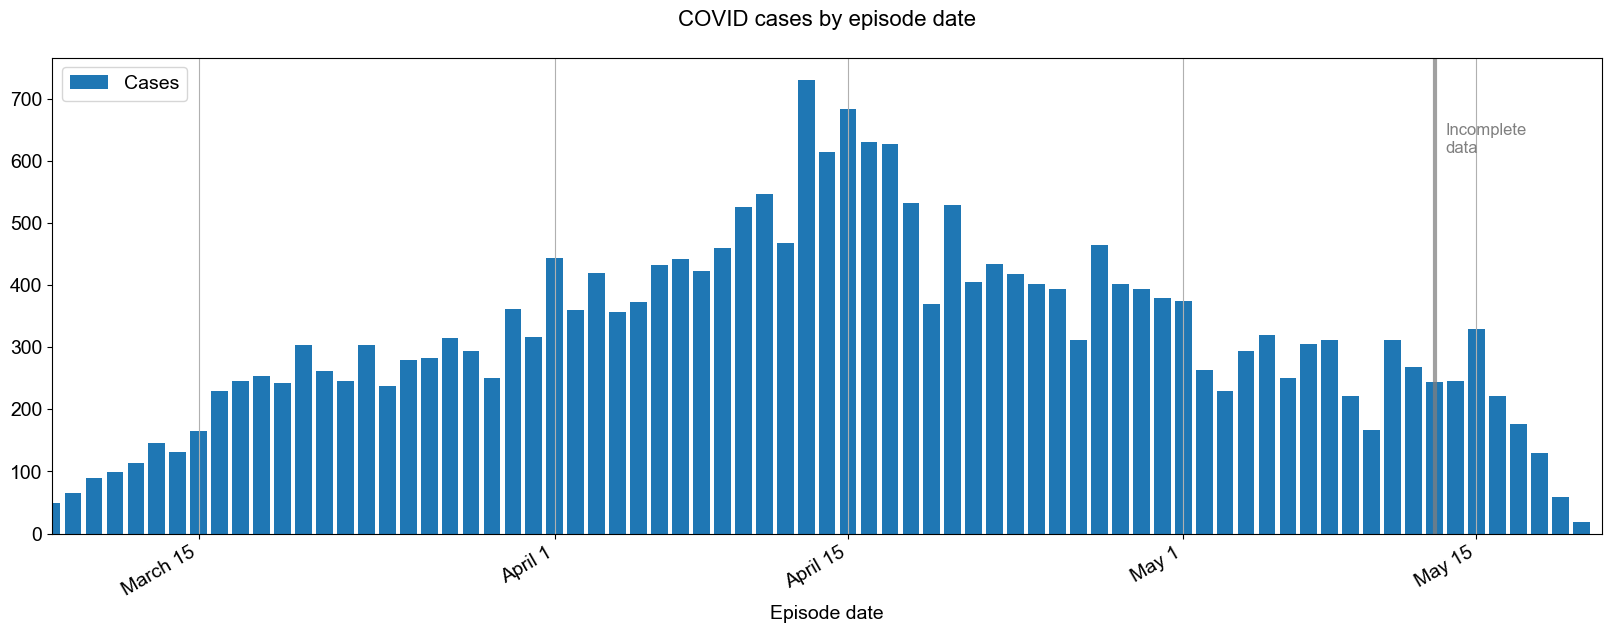 COVID cases by episode date
Cases
700
600
500
400
300
200
100
0
Incomplete
data
March 15
April 1
April 15
May 1
May 15
Episode date